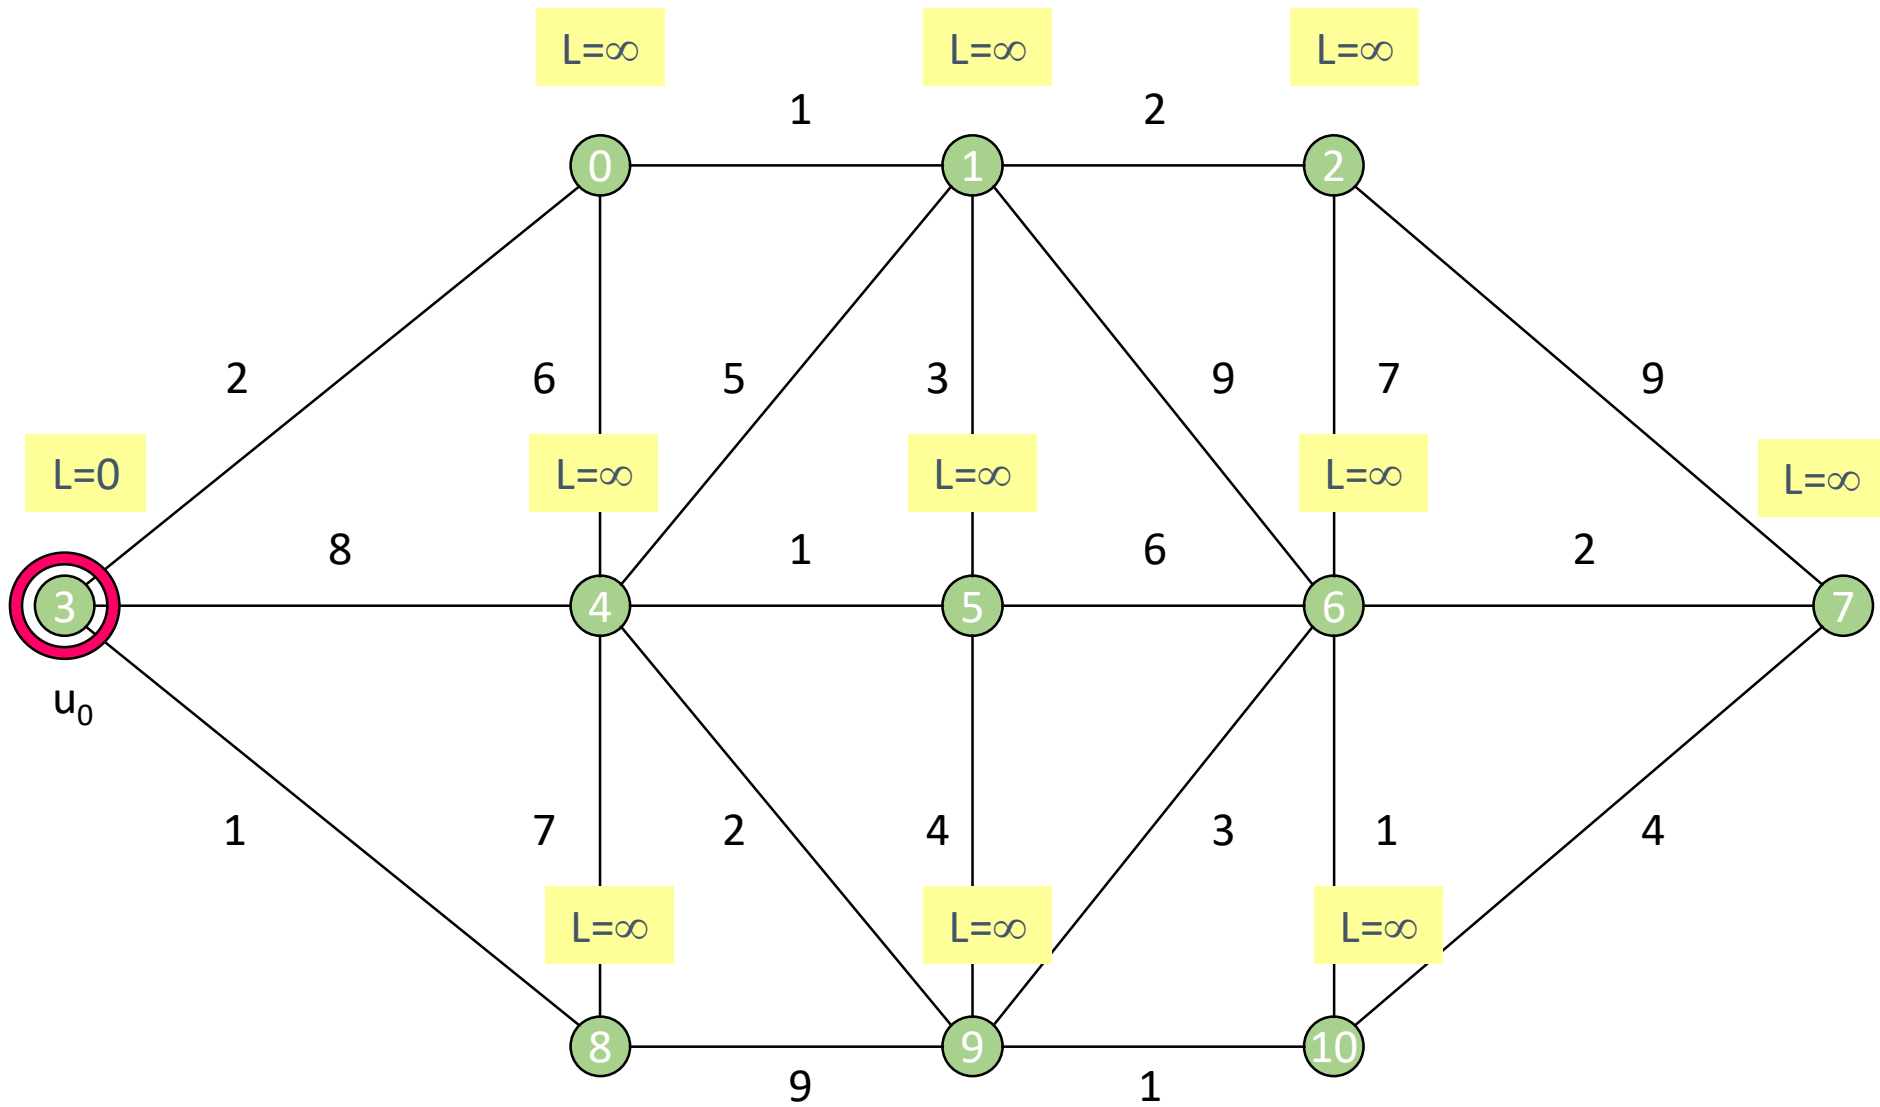 L=∞ L=∞ L=∞
1 2
0 1 2
2 6 5 3 9 7 9
L=0 L=∞ L=∞ L=∞ L=∞
8 1 6 2
3 4 5 6 7
u₀
1 7 2 4 3 1 4
L=∞ L=∞ L=∞
8 9 10
9 1